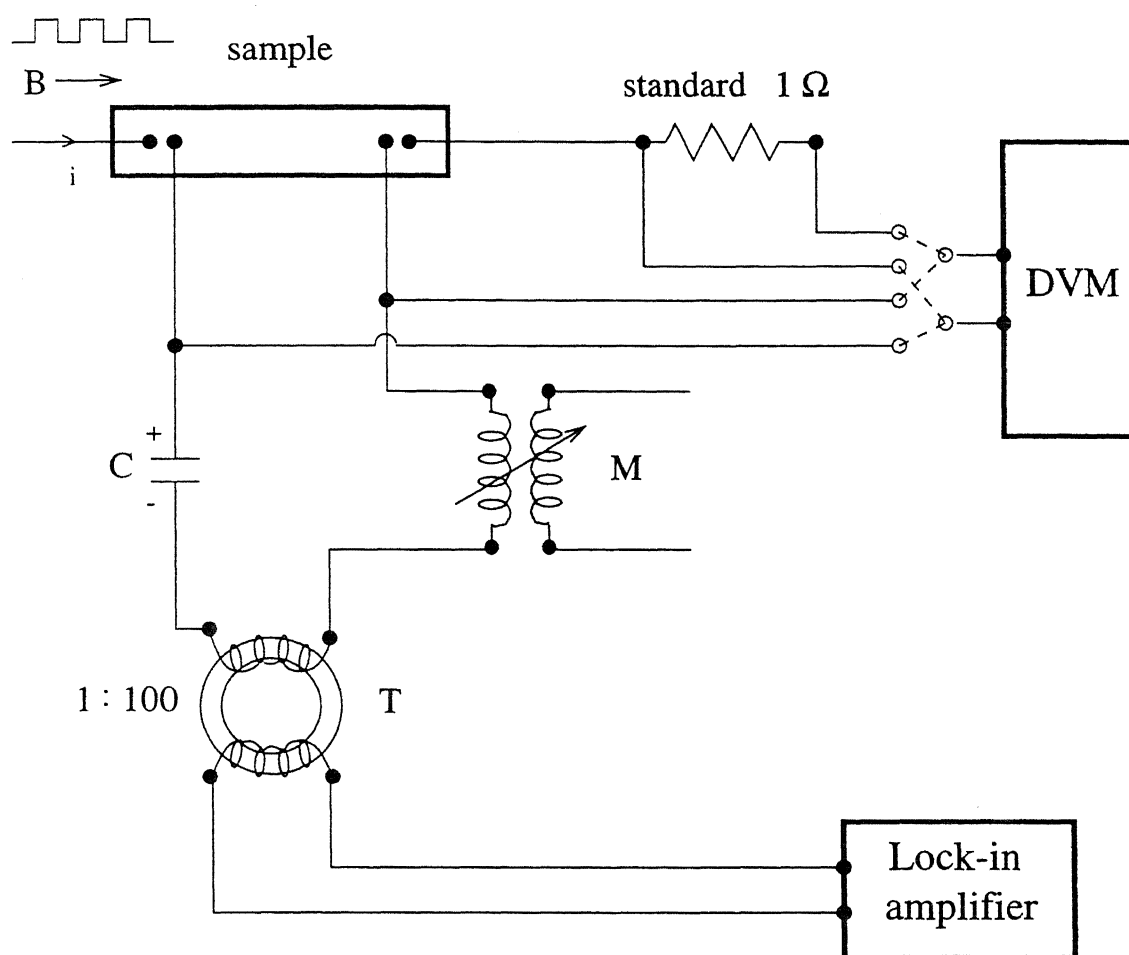 sample
B
standard 1 Ω
i
DVM
+
C
M
-
1 : 100
T
Lock-in
amplifier